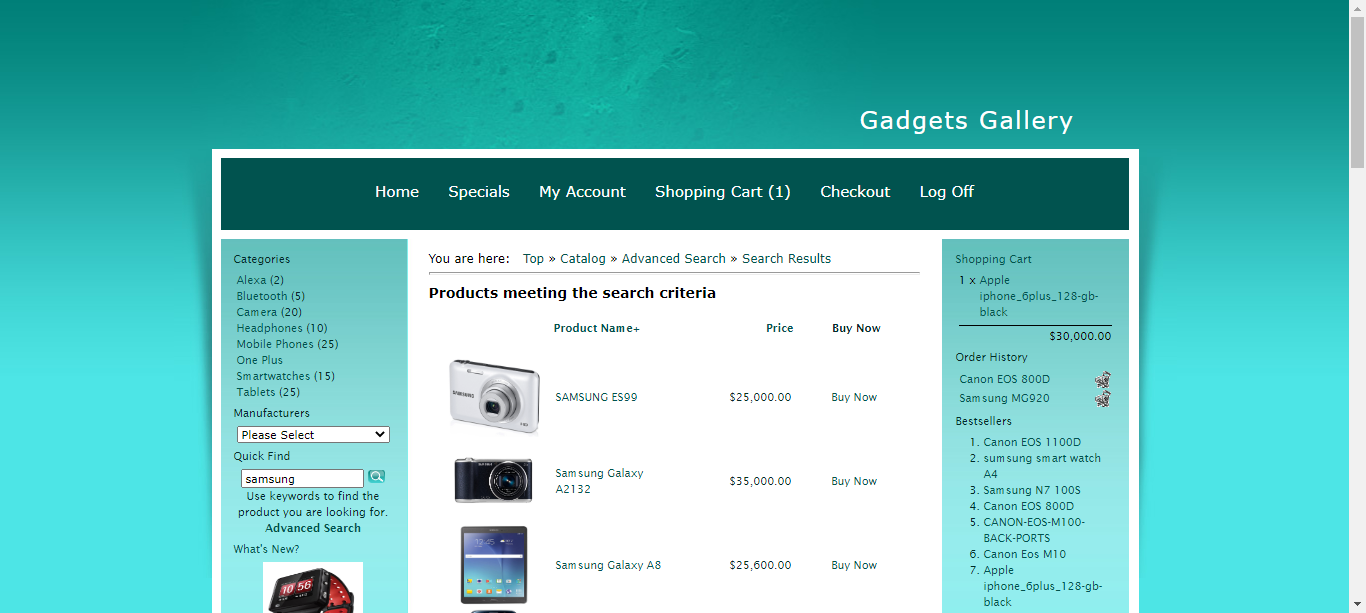 Gadgets Gallery
Home Specials My Account Shopping Cart (1) Checkout Log Off
Categories
Alexa (2)
Bluetooth (5)
Camera (20)
Headphones (10)
Mobile Phones (25)
One Plus
Smartwatches (15)
Tablets (25)
Manufacturers
Please Select
Quick Find
samsung
Use keywords to find the
product you are looking for.
Advanced Search
What's New?
10:56
You are here: Top » Catalog » Advanced Search » Search Results
Products meeting the search criteria
Product Name+ Price Buy Now
SAMSUNG
SAMSUNG ES99 $25,000.00 Buy Now
Samsung Galaxy
A2132
$35,000.00 Buy Now
Samsung Galaxy A8 $25,600.00 Buy Now
Shopping Cart
1 x Apple
iphone_6plus_128-gb-
black
$30,000.00
Order History
Canon EOS 800D
Samsung MG920
Bestsellers
1. Canon EOS 1100D
2. sumsung smart watch
A4
3. Samsung N7 100S
4. Canon EOS 800D
5. CANON-EOS-M100-
BACK-PORTS
6. Canon Eos M10
7. Apple
iphone_6plus_128-gb-
black